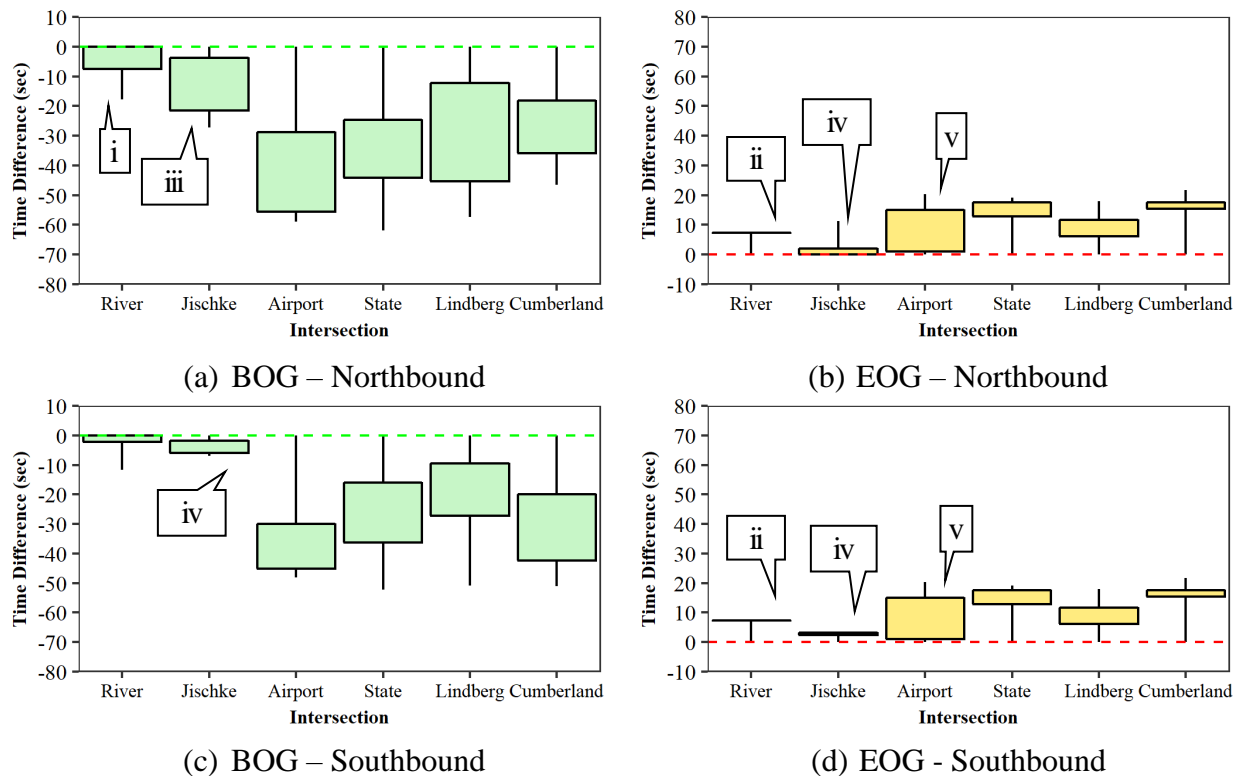 10
0
-10
-20
-30
-40
-50
-60
-70
-80
Time Difference (sec)
i
iii
River Jischke Airport State Lindberg Cumberland
Intersection
(a) BOG – Northbound
80
70
60
50
40
30
20
10
0
-10
Time Difference (sec)
ii
iv
v
River Jischke Airport State Lindberg Cumberland
Intersection
(b) EOG – Northbound
10
0
-10
-20
-30
-40
-50
-60
-70
-80
Time Difference (sec)
iv
River Jischke Airport State Lindberg Cumberland
Intersection
(c) BOG – Southbound
80
70
60
50
40
30
20
10
0
-10
Time Difference (sec)
ii
iv
v
River Jischke Airport State Lindberg Cumberland
Intersection
(d) EOG - Southbound